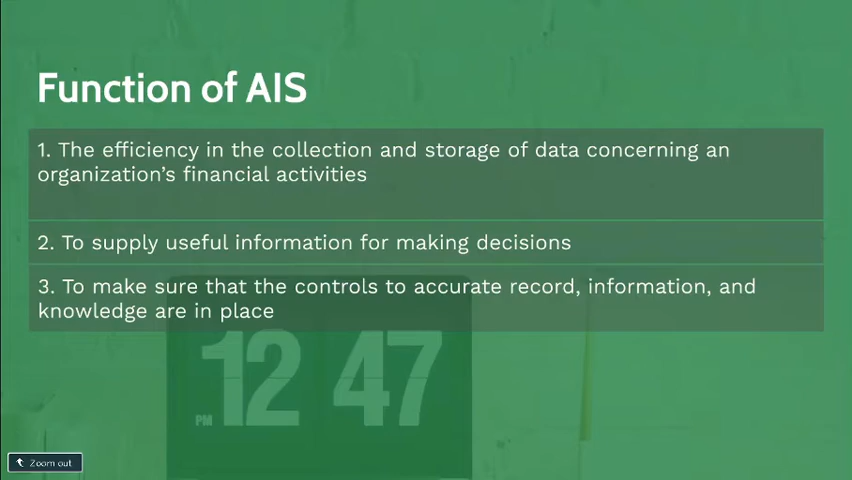 Function of AIS
1. The efficiency in the collection and storage of data concerning an
organization's financial activities
2. To supply useful information for making decisions
3. To make sure that the controls to accurate record, information, and
knowledge are in place
12 47
PM
Zoom out